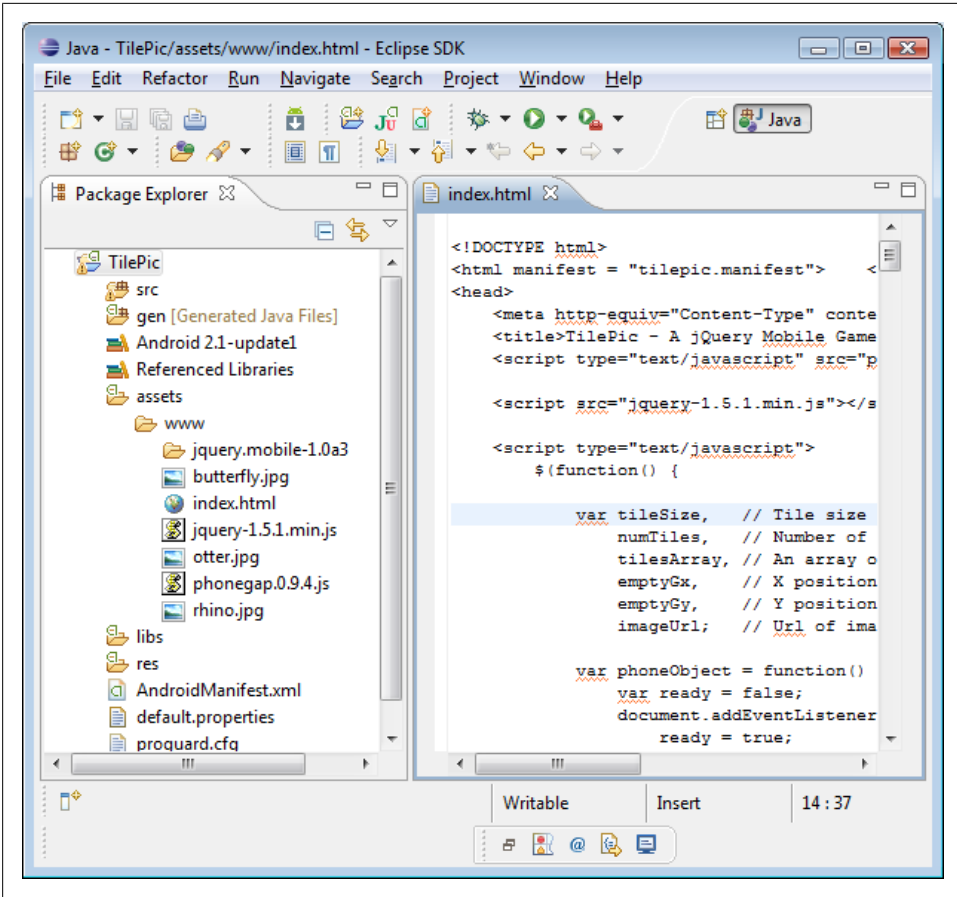 Java - TilePic/assets/www/index.html - Eclipse SDK
File Edit Refactor Run Navigate Search Project Window Help
Java
Package Explorer
TilePic
src
gen [Generated Java Files]
Android 2.1-update1
Referenced Libraries
assets
www
jquery.mobile-1.0a3
butterfly.jpg
index.html
jquery-1.5.1.min.js
otter.jpg
phonegap.0.9.4.js
rhino.jpg
libs
res
AndroidManifest.xml
default.properties
proguard.cfg
index.html
<!DOCTYPE html>
<html manifest = "tilepic.manifest"> <
<head>
<meta http-equiv="Content-Type" conte
<title>TilePic - A jQuery Mobile Game
<script type="text/javascript" src="p
<script src="jquery-1.5.1.min.js"></s
<script type="text/javascript">
$(function() {
var tileSize, // Tile size
numTiles, // Number of
tilesArray, // An array o
emptyGx, // X position
emptyGy, // Y position
imageUrl; // Url of ima
var phoneObject = function()
var ready = false;
document.addEventListener
ready = true;
Writable Insert 14 : 37